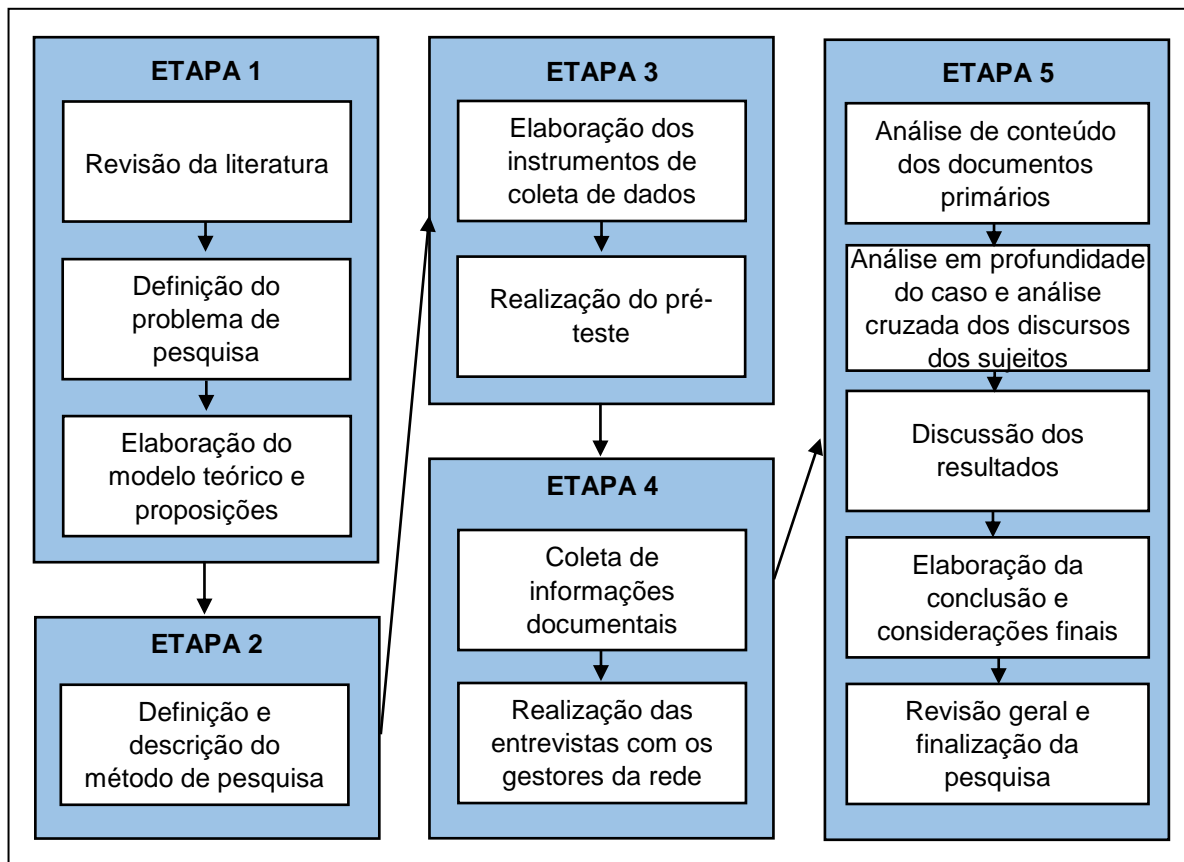 ETAPA 1
Revisão da literatura
Definição do
problema de
pesquisa
Elaboração do
modelo teórico e
proposições
ETAPA 2
Definição e
descrição do
método de pesquisa
ETAPA 3
Elaboração dos
instrumentos de
coleta de dados
Realização do pré-
teste
ETAPA 4
Coleta de
informações
documentais
Realização das
entrevistas com os
gestores da rede
ETAPA 5
Análise de conteúdo
dos documentos
primários
Análise em profundidade
do caso e análise
cruzada dos discursos
dos sujeitos
Discussão dos
resultados
Elaboração da
conclusão e
considerações finais
Revisão geral e
finalização da
pesquisa